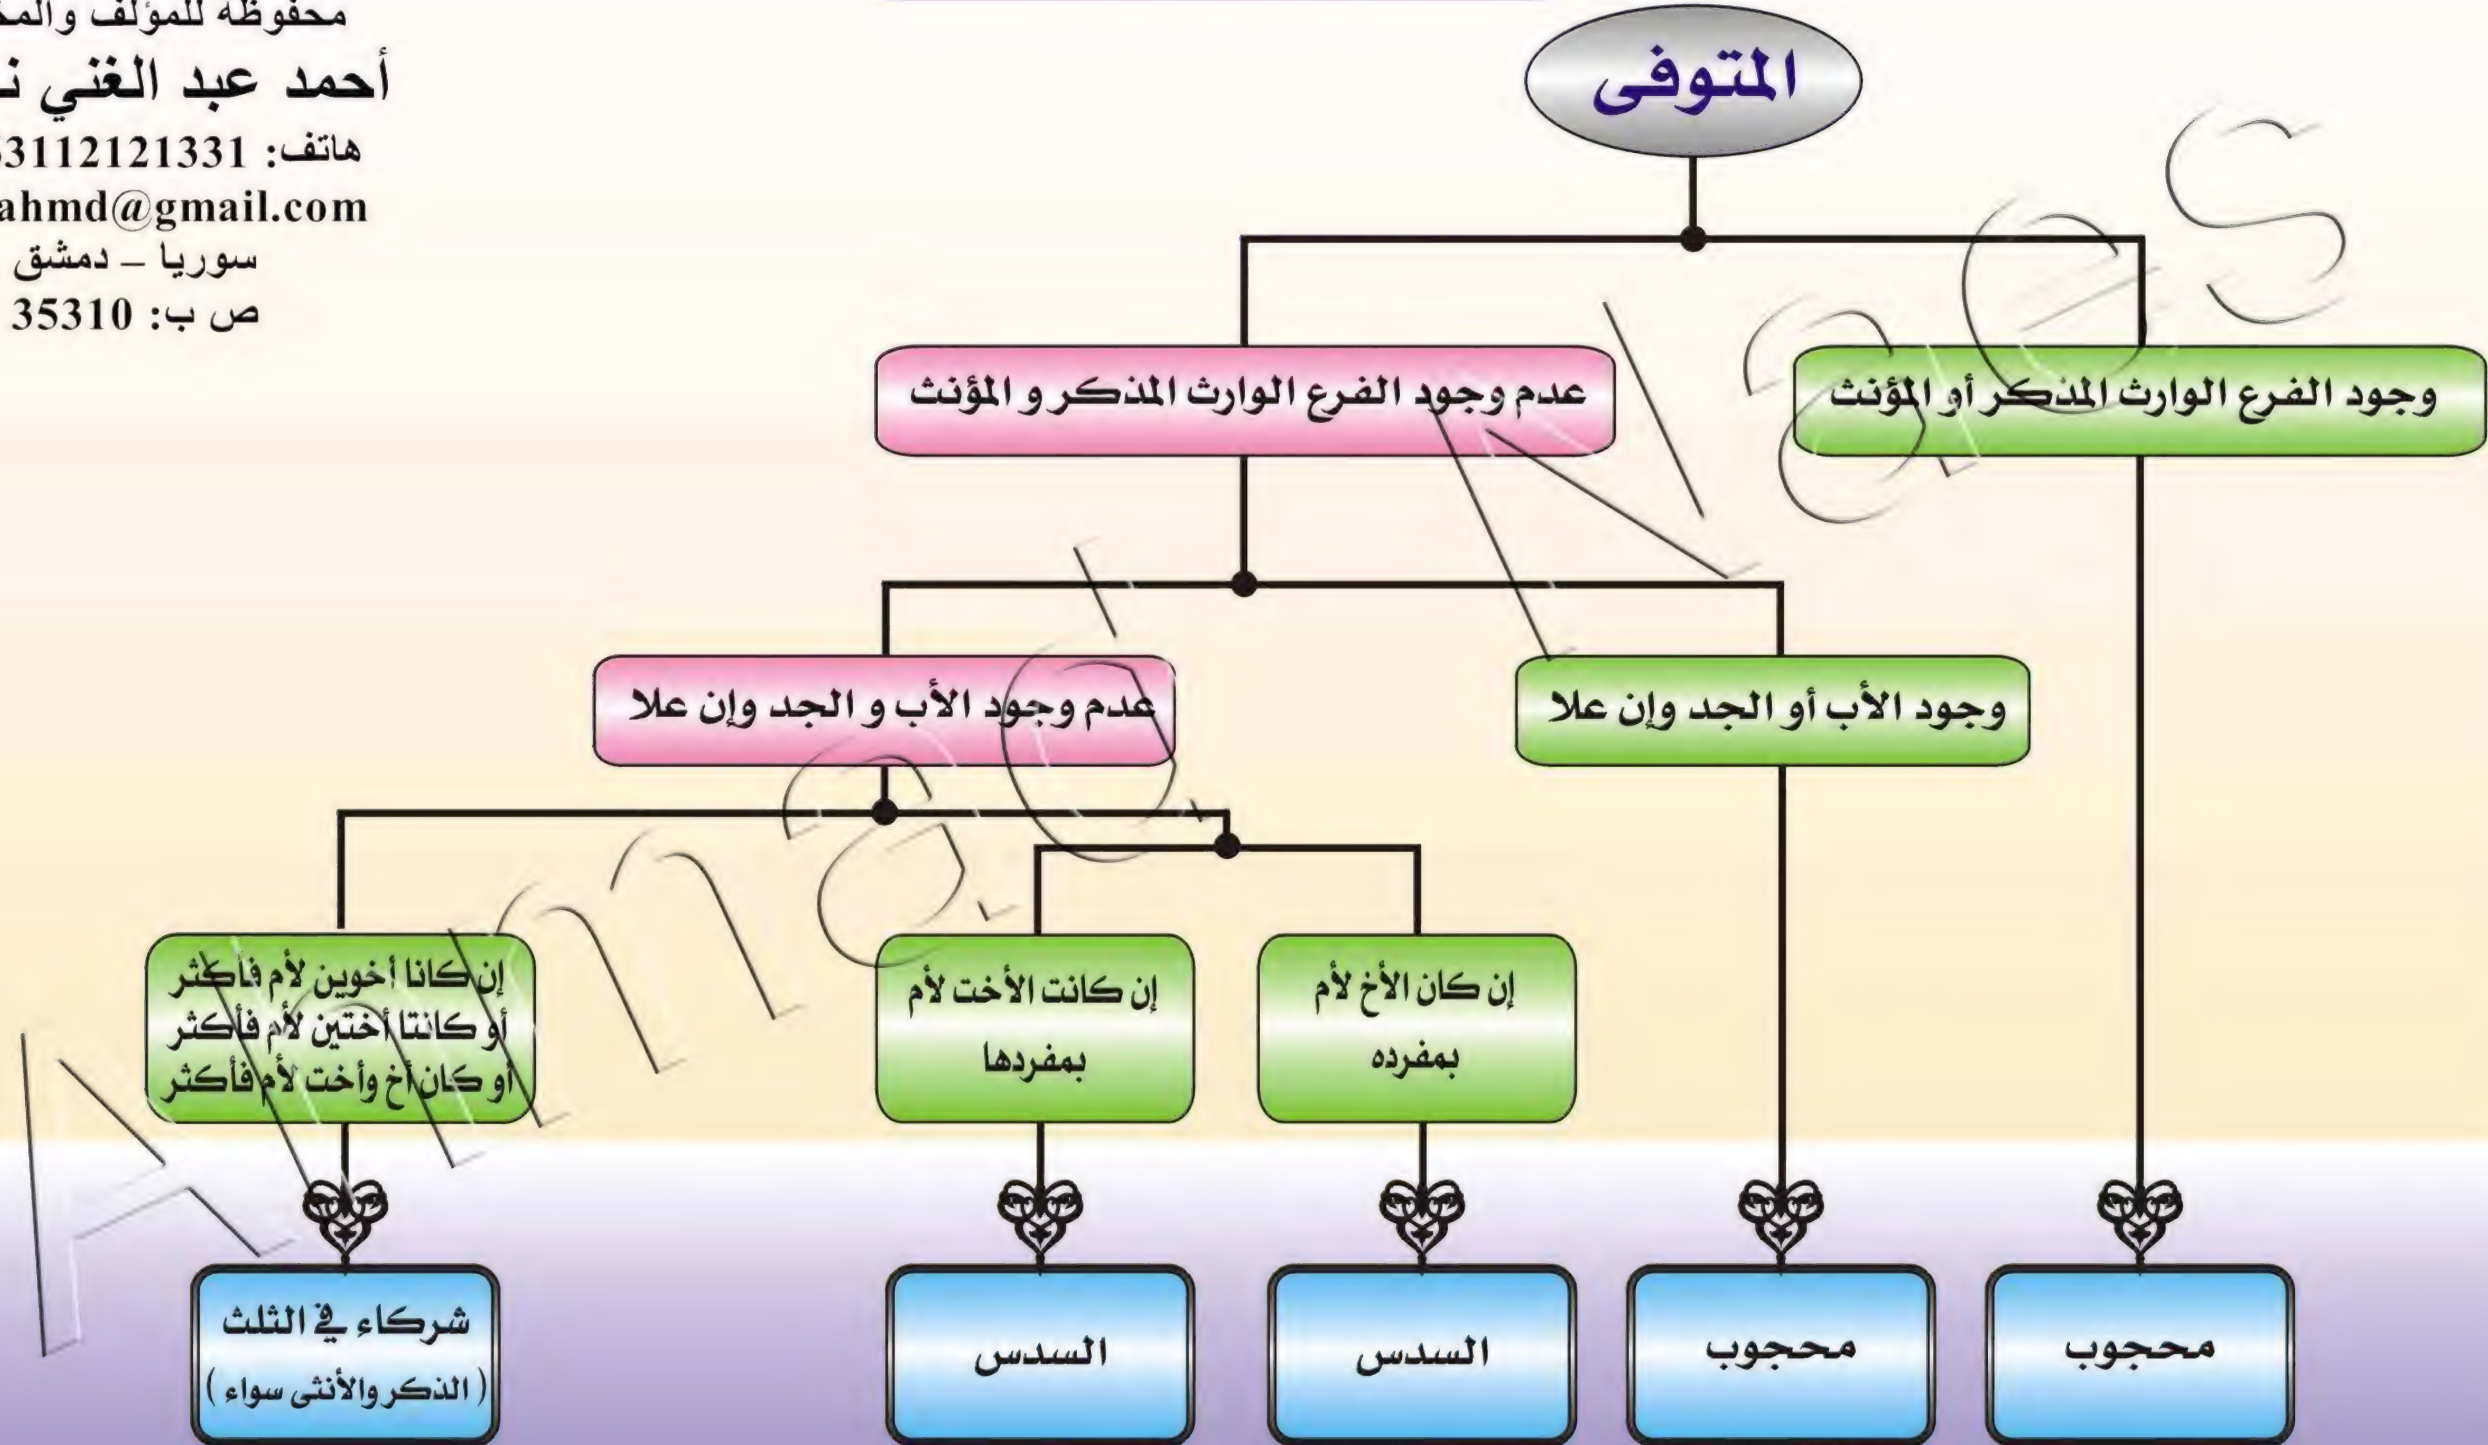 محفوظة للمؤلف
أحمد عبد الغني
هاتف: 3112121331
ahmd@gmail.com
سوريا – دمشق
ص ب: 35310
المتوفى
وجود الفرع الوارث المذكر أو المؤنث
عدم وجود الفرع الوارث المذكر و المؤنث
وجود الأب أو الجد وإن علا
عدم وجود الأب و الجد وإن علا
إن كان الأخ لأم
بمفرده
إن كانت الأخت لأم
بمفردها
إن كانا أخوين لأم فأكثر
أو كانتا أختين لأم فأكثر
أو كان أخ وأخت لأم فأكثر
محجوب
محجوب
السدس
السدس
شركاء في الثلث
( الذكر والأنثى سواء )
Ahmad Nates